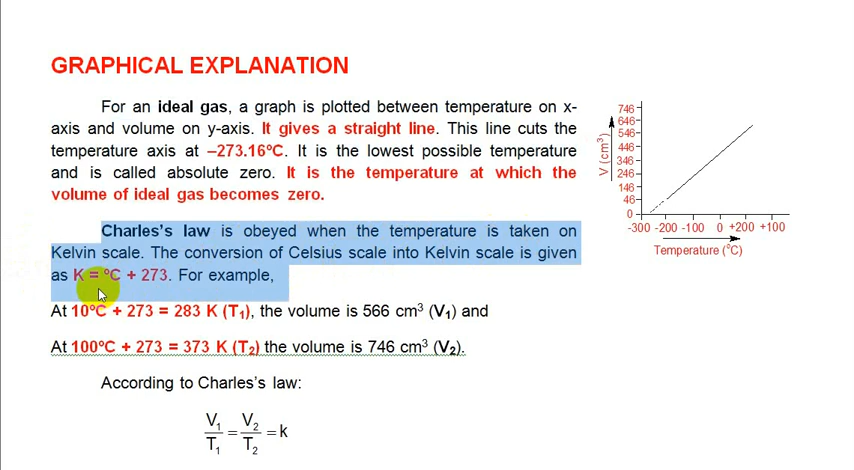 GRAPHICAL EXPLANATION
For an ideal gas, a graph is plotted between temperature on x-
axis and volume on y-axis. It gives a straight line. This line cuts the
temperature axis at –273.16°C. It is the lowest possible temperature
and is called absolute zero. It is the temperature at which the
volume of ideal gas becomes zero.
Charles's law is obeyed when the temperature is taken on
Kelvin scale. The conversion of Celsius scale into Kelvin scale is given
as K = °C + 273. For example,
At 10°C + 273 = 283 K (T₁), the volume is 566 cm³ (V₁) and
At 100°C + 273 = 373 K (T₂) the volume is 746 cm³ (V₂).
According to Charles's law:
V₁/T₁ = V₂/T₂ = k
V (cm³)
746
646
546
446
346
246
146
46
0
-300 -200 -100 0 +200 +100
Temperature (°C)